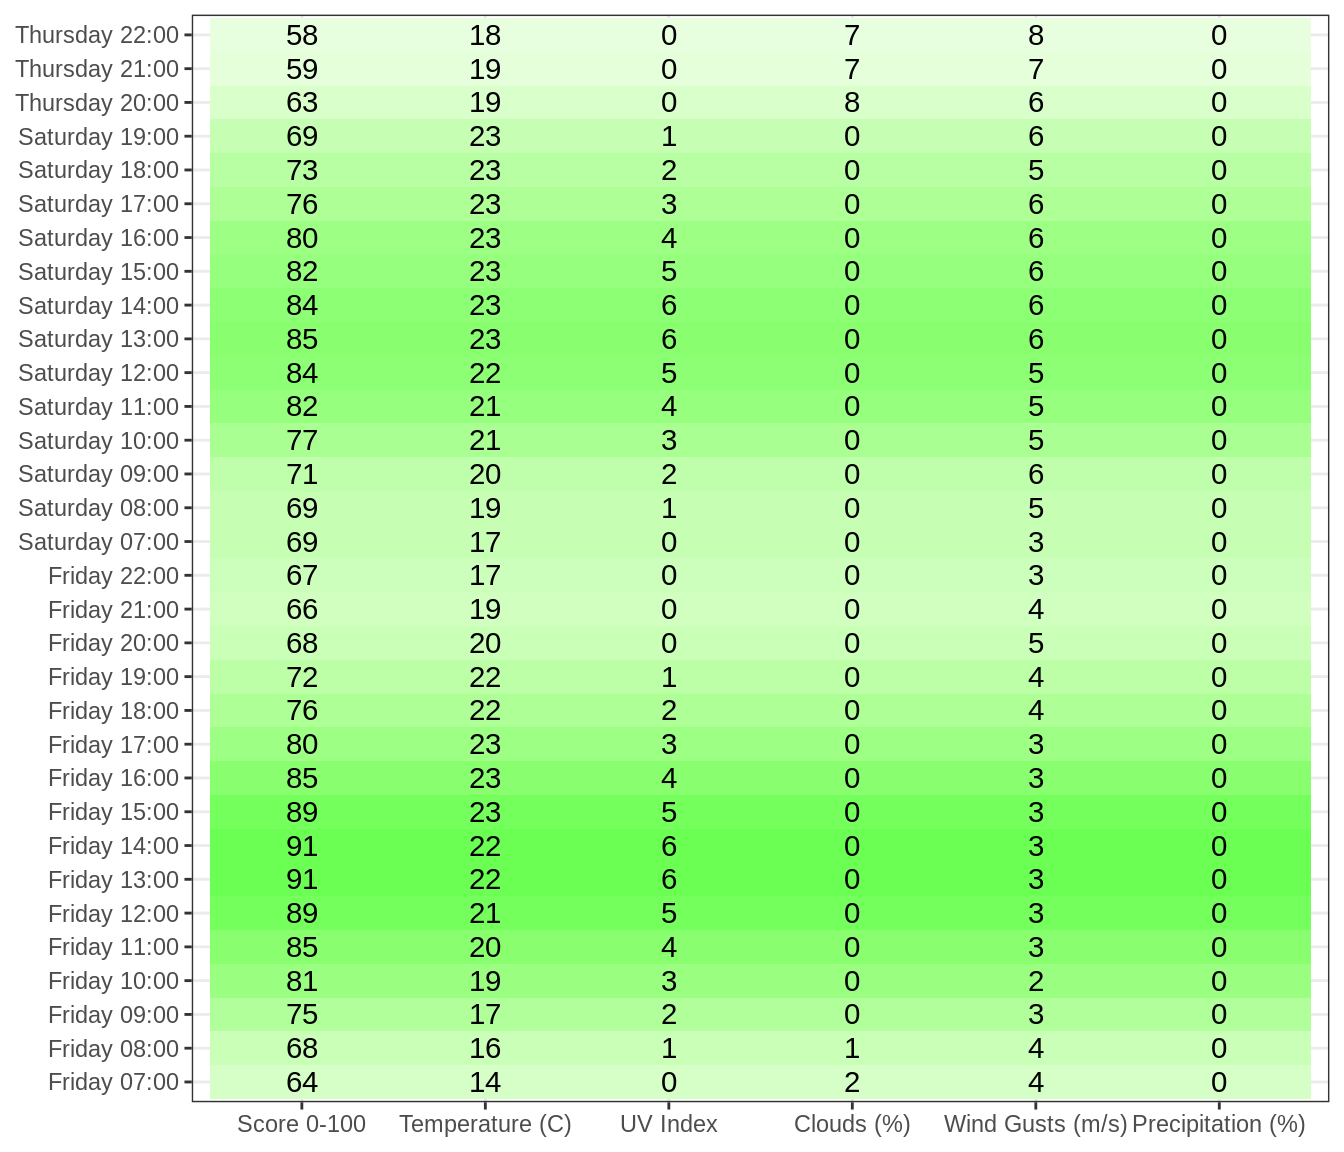 Thursday 22:00 58 18 0 7 8 0
Thursday 21:00 59 19 0 7 7 0
Thursday 20:00 63 19 0 8 6 0
Saturday 19:00 69 23 1 0 6 0
Saturday 18:00 73 23 2 0 5 0
Saturday 17:00 76 23 3 0 6 0
Saturday 16:00 80 23 4 0 6 0
Saturday 15:00 82 23 5 0 6 0
Saturday 14:00 84 23 6 0 6 0
Saturday 13:00 85 23 6 0 6 0
Saturday 12:00 84 22 5 0 5 0
Saturday 11:00 82 21 4 0 5 0
Saturday 10:00 77 21 3 0 5 0
Saturday 09:00 71 20 2 0 6 0
Saturday 08:00 69 19 1 0 5 0
Saturday 07:00 69 17 0 0 3 0
Friday 22:00 67 17 0 0 3 0
Friday 21:00 66 19 0 0 4 0
Friday 20:00 68 20 0 0 5 0
Friday 19:00 72 22 1 0 4 0
Friday 18:00 76 22 2 0 4 0
Friday 17:00 80 23 3 0 3 0
Friday 16:00 85 23 4 0 3 0
Friday 15:00 89 23 5 0 3 0
Friday 14:00 91 22 6 0 3 0
Friday 13:00 91 22 6 0 3 0
Friday 12:00 89 21 5 0 3 0
Friday 11:00 85 20 4 0 3 0
Friday 10:00 81 19 3 0 2 0
Friday 09:00 75 17 2 0 3 0
Friday 08:00 68 16 1 1 4 0
Friday 07:00 64 14 0 2 4 0
Score 0-100 Temperature (C) UV Index Clouds (%) Wind Gusts (m/s) Precipitation (%)